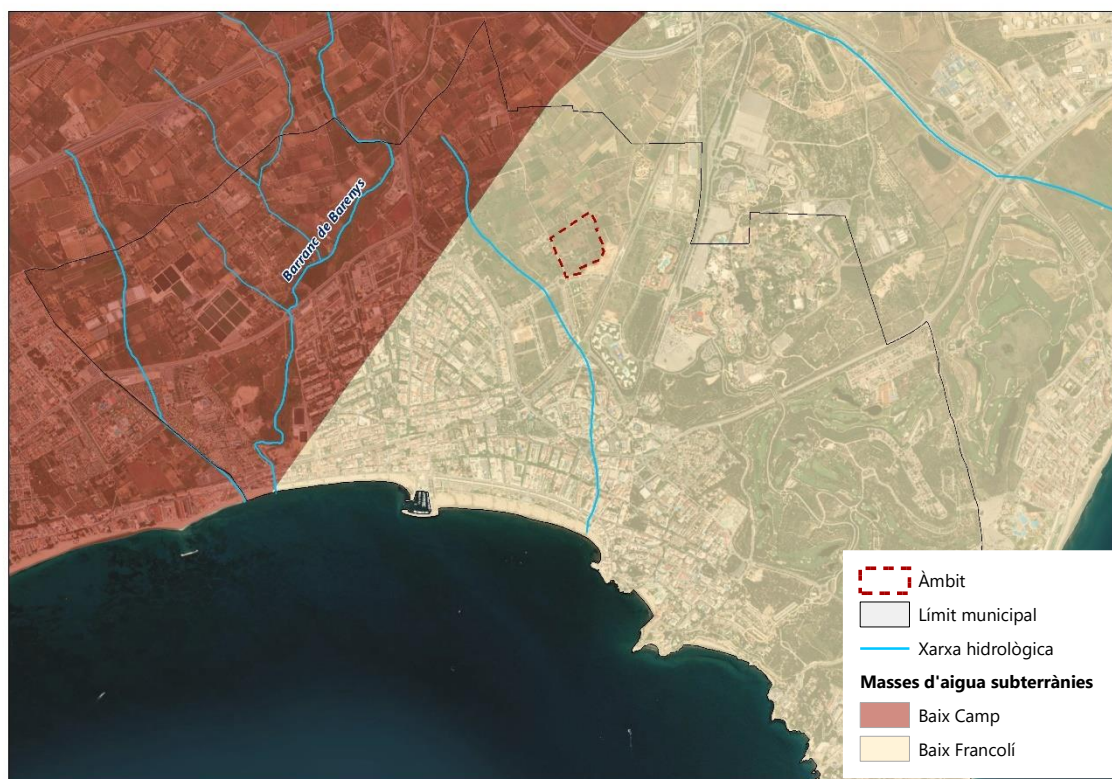 Barranc de Barenys
Àmbit
Límit municipal
Xarxa hidrològica
Masses d'aigua subterrànies
Baix Camp
Baix Francolí